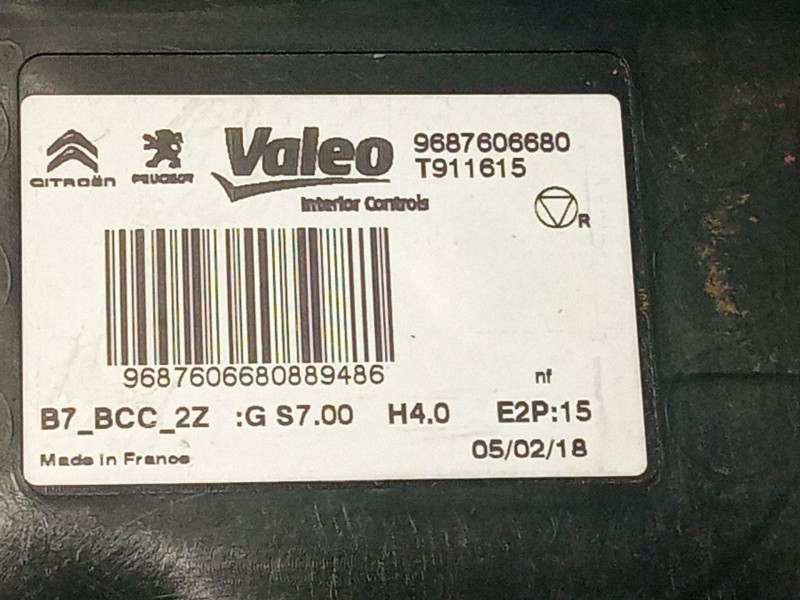 CITROËN PEUGEOT Valeo 9687606680
T911615
Interior Controls
R
9687606680889486
nf
B7_BCC_2Z :G S7.00 H4.0 E2P:15
Made in France 05/02/18